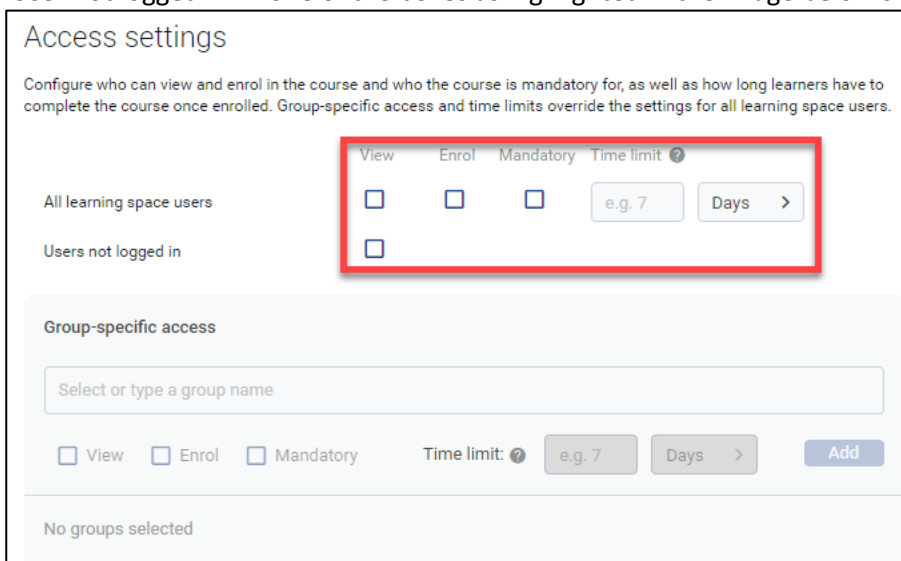 Access settings
Configure who can view and enrol in the course and who the course is mandatory for, as well as how long learners have to
complete the course once enrolled. Group-specific access and time limits override the settings for all learning space users.
View Enrol Mandatory Time limit ?
All learning space users e.g. 7 Days >
Users not logged in
Group-specific access
Select or type a group name
View Enrol Mandatory Time limit: ? e.g. 7 Days > Add
No groups selected